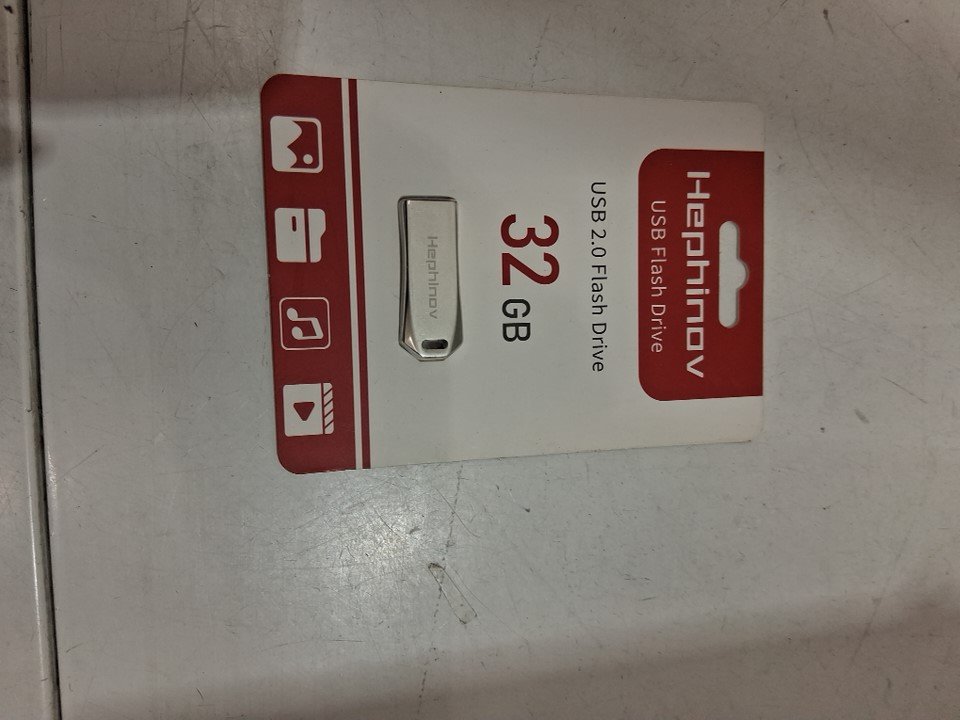 Hephinov
USB Flash Drive
USB 2.0 Flash Drive
32 GB
Hephinov